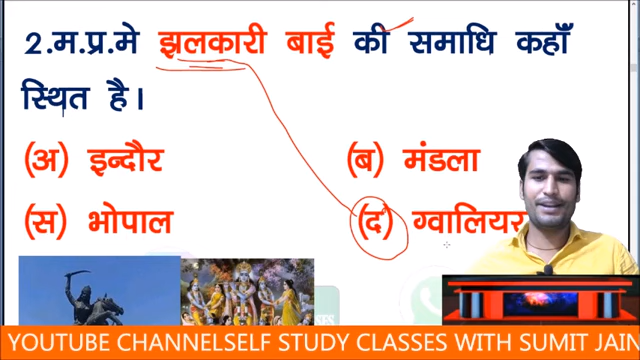 2.म.प्र.मे झलकारी बाई की समाधि कहाँ
स्थित है।
(अ) इन्दौर
(ब) मंडला
(स) भोपाल
(द) ग्वालियर
YOUTUBE CHANNELSELF STUDY CLASSES WITH SUMIT JAIN